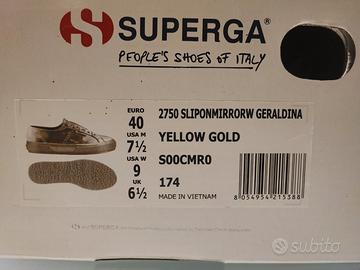 SUPERGA®
PEOPLE'S SHOES OF ITALY
EURO
40
USA M
7½
USA W
9
UK
6½
2750 SLIPONMIRRORW GERALDINA
YELLOW GOLD
S00CMR0
174
MADE IN VIETNAM
8 054954 215388
subito